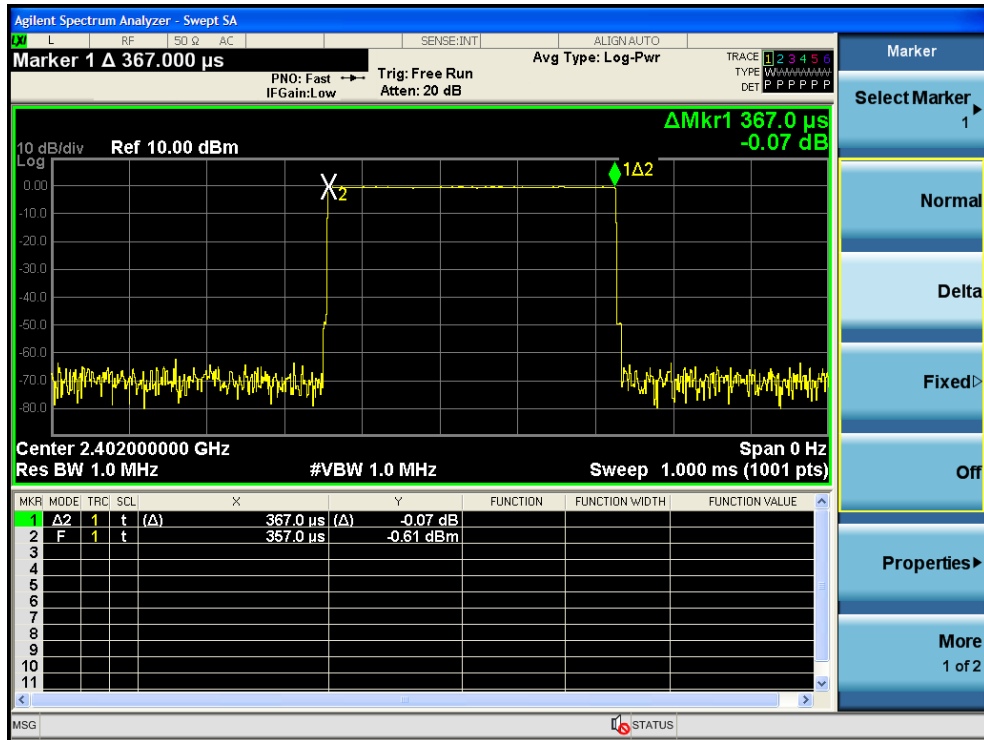 Agilent Spectrum Analyzer - Swept SA
LXI L RF 50 Ω AC SENSE:INT ALIGN AUTO
Marker 1 Δ 367.000 µs
PNO: Fast
IFGain:Low
Trig: Free Run
Atten: 20 dB
Avg Type: Log-Pwr
TRACE 1 2 3 4 5 6
TYPE WWWWWW
DET P P P P P P
ΔMkr1 367.0 µs
-0.07 dB
10 dB/div Ref 10.00 dBm
Log
0.00
-10.0
-20.0
-30.0
-40.0
-50.0
-60.0
-70.0
-80.0
2
1Δ2
Center 2.402000000 GHz Span 0 Hz
Res BW 1.0 MHz #VBW 1.0 MHz Sweep 1.000 ms (1001 pts)
MKR MODE TRC SCL X Y FUNCTION FUNCTION WIDTH FUNCTION VALUE
1 Δ2 1 t (Δ) 367.0 µs (Δ) -0.07 dB
2 F 1 t 357.0 µs -0.61 dBm
3
4
5
6
7
8
9
10
11
MSG STATUS
Marker
Select Marker
1
Normal
Delta
Fixed
Off
Properties
More
1 of 2